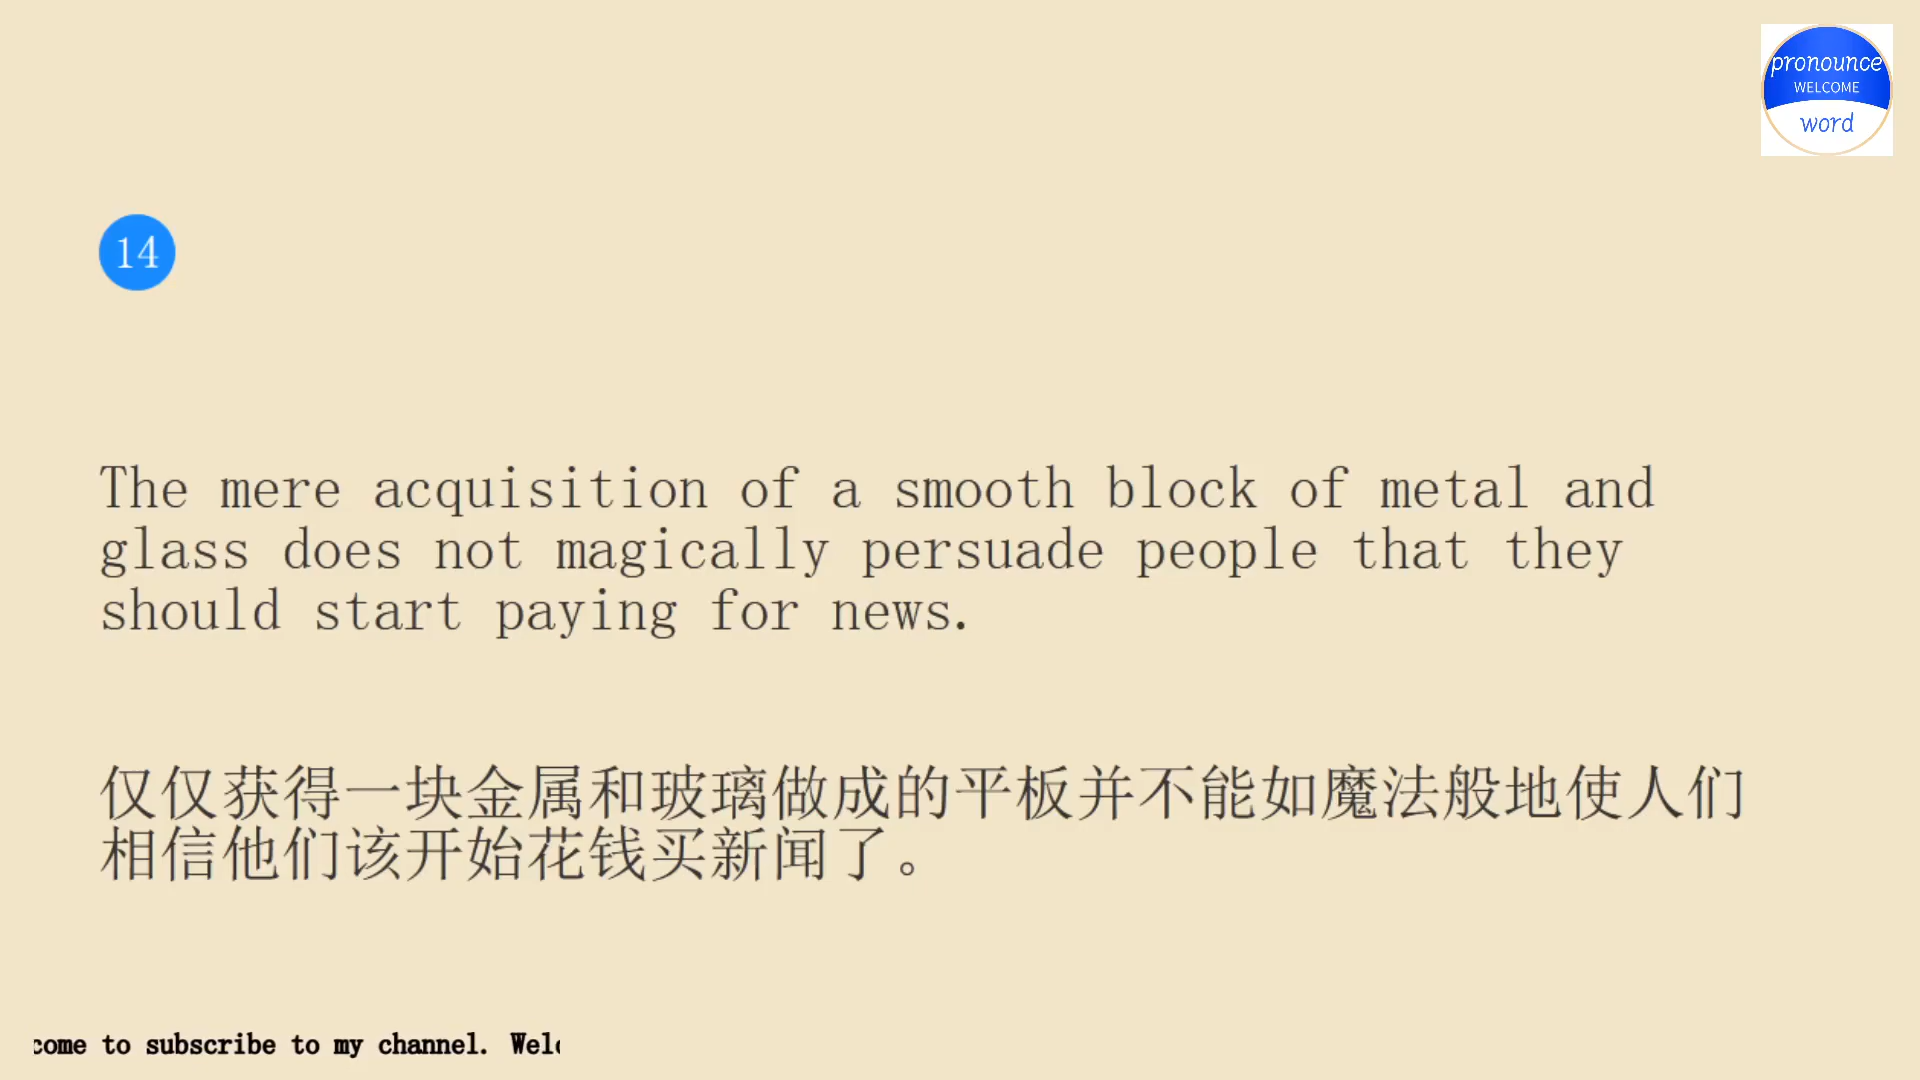 pronounce
WELCOME
word
14
The mere acquisition of a smooth block of metal and
glass does not magically persuade people that they
should start paying for news.
仅仅获得一块金属和玻璃做成的平板并不能如魔法般地使人们
相信他们该开始花钱买新闻了。
come to subscribe to my channel. Welc